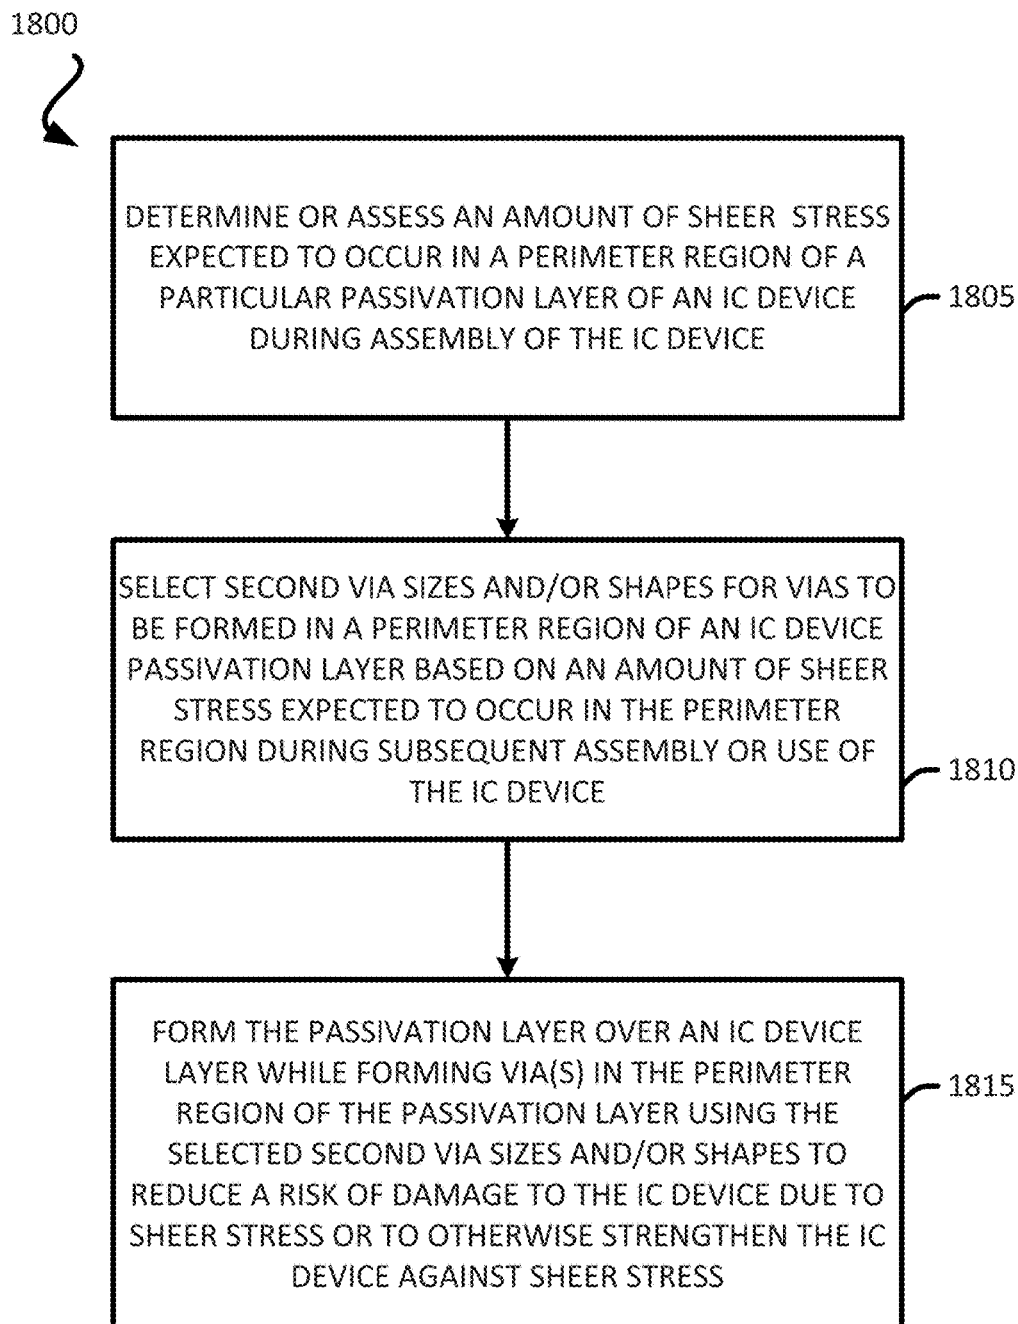 1800
DETERMINE OR ASSESS AN AMOUNT OF SHEER STRESS
EXPECTED TO OCCUR IN A PERIMETER REGION OF A
PARTICULAR PASSIVATION LAYER OF AN IC DEVICE
DURING ASSEMBLY OF THE IC DEVICE
1805
SELECT SECOND VIA SIZES AND/OR SHAPES FOR VIAS TO
BE FORMED IN A PERIMETER REGION OF AN IC DEVICE
PASSIVATION LAYER BASED ON AN AMOUNT OF SHEER
STRESS EXPECTED TO OCCUR IN THE PERIMETER
REGION DURING SUBSEQUENT ASSEMBLY OR USE OF
THE IC DEVICE
1810
FORM THE PASSIVATION LAYER OVER AN IC DEVICE
LAYER WHILE FORMING VIA(S) IN THE PERIMETER
REGION OF THE PASSIVATION LAYER USING THE
SELECTED SECOND VIA SIZES AND/OR SHAPES TO
REDUCE A RISK OF DAMAGE TO THE IC DEVICE DUE TO
SHEER STRESS OR TO OTHERWISE STRENGTHEN THE IC
DEVICE AGAINST SHEER STRESS
1815